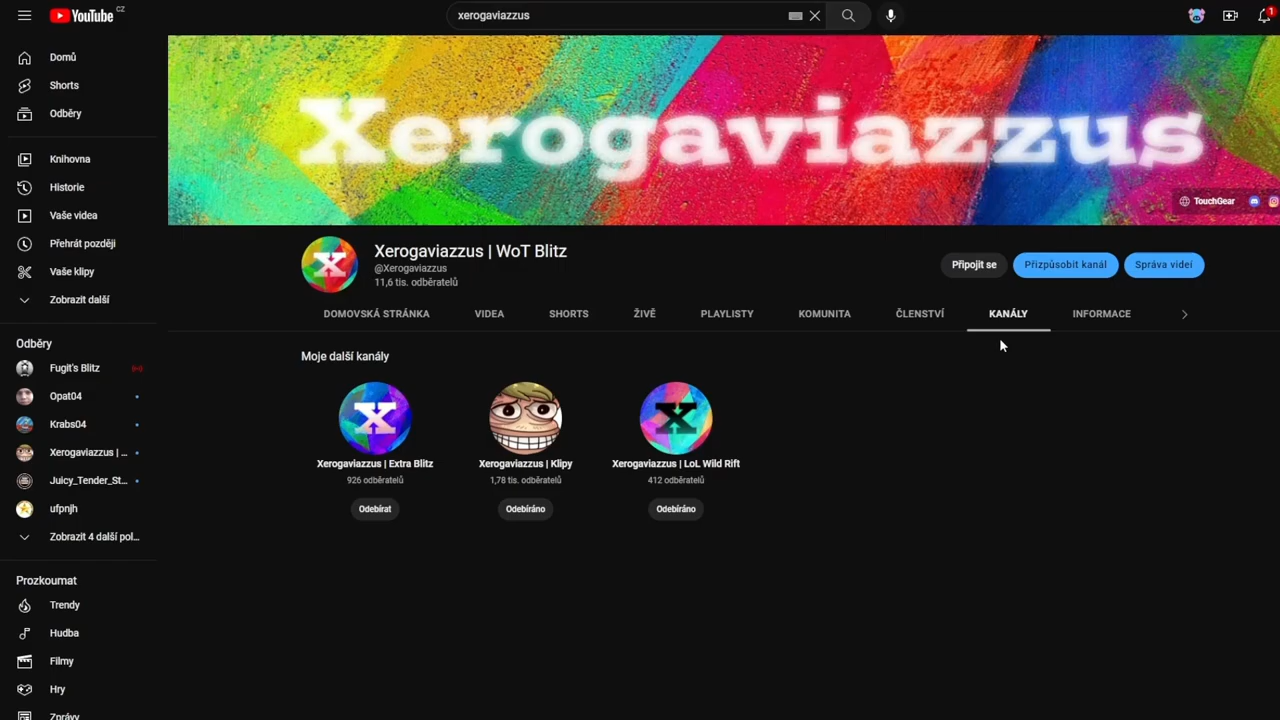 YouTube CZ
xerogaviazzus
1
Domů
Shorts
Odběry
Knihovna
Historie
Vaše videa
Přehrát později
Vaše klipy
Zobrazit další
Odběry
Fugit's Blitz
Opat04
Krabs04
Xerogaviazzus | ...
Juicy_Tender_St...
ufpnjh
Zobrazit 4 další pol...
Prozkoumat
Trendy
Hudba
Filmy
Hry
Zprávy
Xerogaviazzus
TouchGear
X
Xerogaviazzus | WoT Blitz
@Xerogaviazzus
11,6 tis. odběratelů
Připojit se
Přizpůsobit kanál
Správa videí
DOMOVSKÁ STRÁNKA
VIDEA
SHORTS
ŽIVĚ
PLAYLISTY
KOMUNITA
ČLENSTVÍ
KANÁLY
INFORMACE
Moje další kanály
X
Xerogaviazzus | Extra Blitz
926 odběratelů
Odebírat
Xerogaviazzus | Klipy
1,78 tis. odběratelů
Odebíráno
X
Xerogaviazzus | LoL Wild Rift
412 odběratelů
Odebíráno